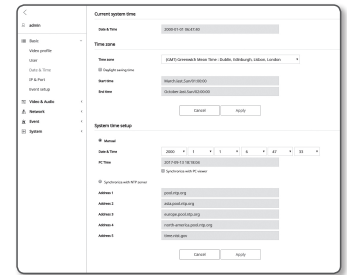 admin
Basic
Video profile
User
Date & Time
IP & Port
Event setup
Video & Audio
Network
Event
System
Current system time
Date & Time 2000-01-01 06:47:40
Time zone
Time zone (GMT) Greenwich Mean Time : Dublin, Edinburgh, Lisbon, London
Daylight saving time
Start time March-last.Sun/01:00:00
End time October-last.Sun/02:00:00
Cancel Apply
System time setup
Manual
Date & Time 2000 1 1 6 47 33
PC Time 2017-09-13 18:50:06
Synchronize with PC viewer
Synchronize with NTP server
Address 1 pool.ntp.org
Address 2 asia.pool.ntp.org
Address 3 europe.pool.ntp.org
Address 4 north-america.pool.ntp.org
Address 5 time.nist.gov
Cancel Apply